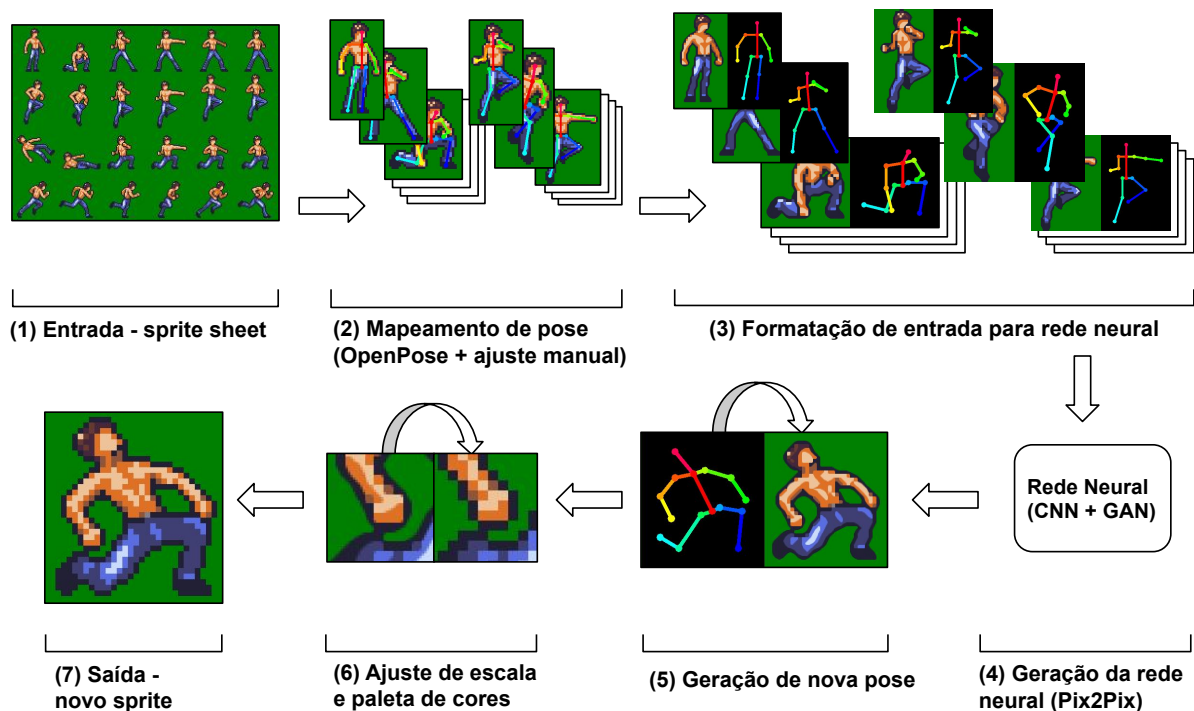 (1) Entrada - sprite sheet
(2) Mapeamento de pose
(OpenPose + ajuste manual)
(3) Formatação de entrada para rede neural
Rede Neural
(CNN + GAN)
(4) Geração da rede
neural (Pix2Pix)
(5) Geração de nova pose
(6) Ajuste de escala
e paleta de cores
(7) Saída -
novo sprite